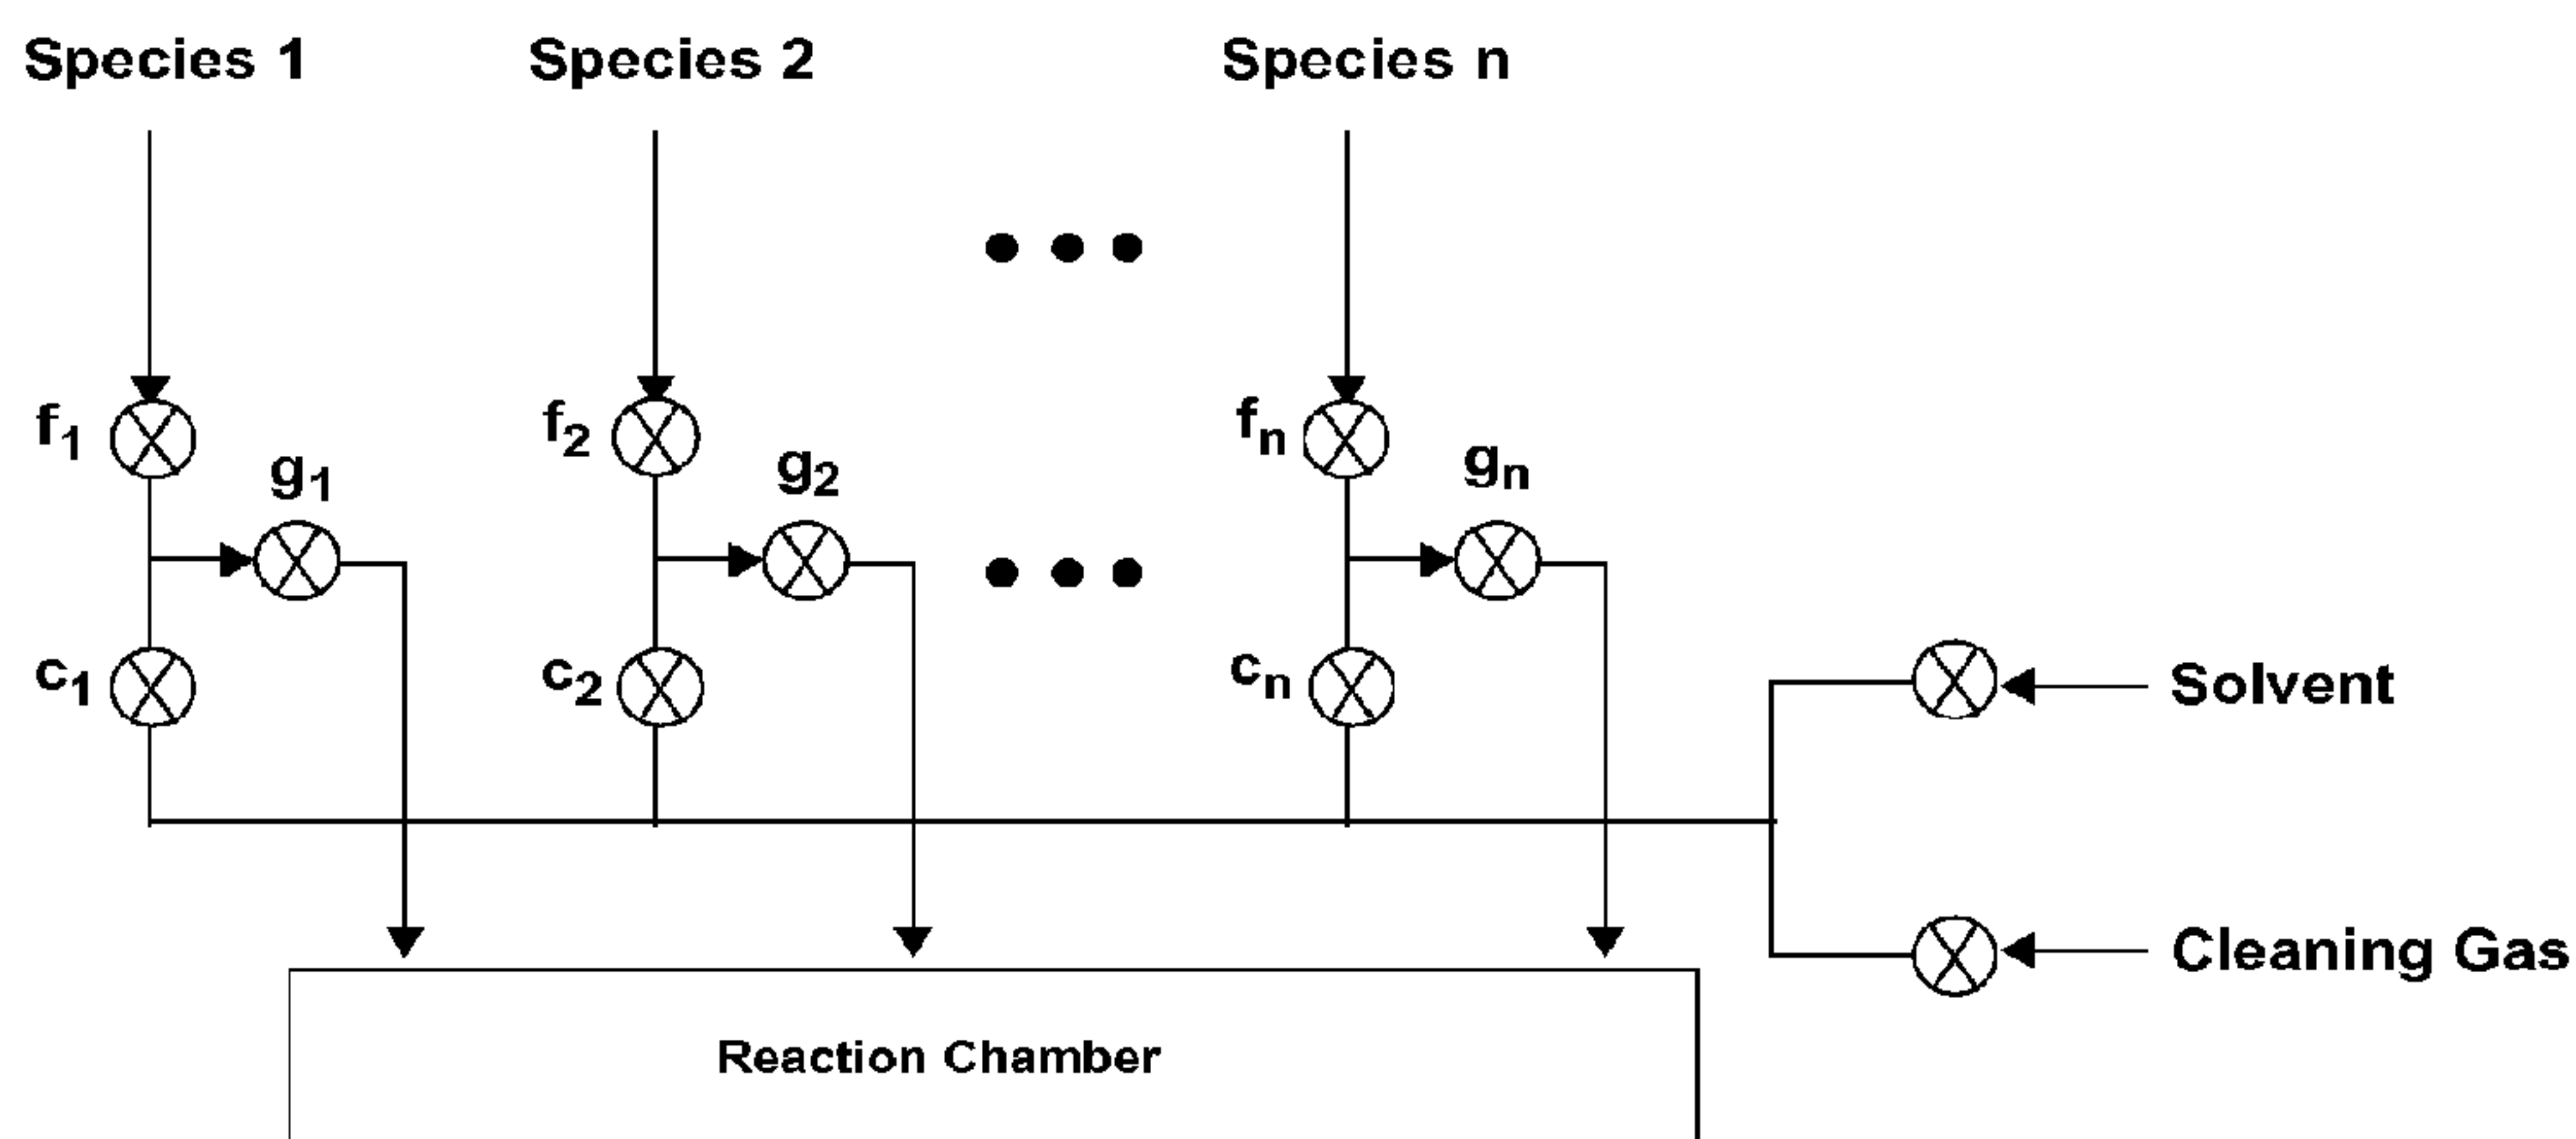 Species 1
Species 2
Species n
f1
f2
fn
g1
g2
gn
c1
c2
cn
Solvent
Cleaning Gas
Reaction Chamber